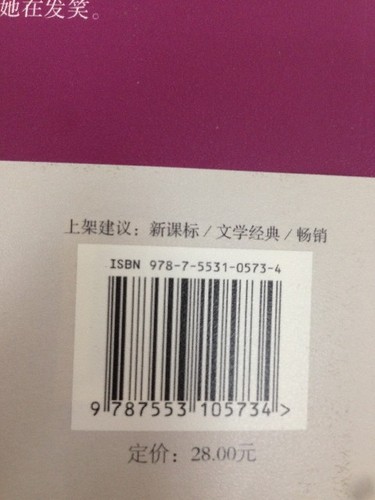 她在发笑。
上架建议：新课标/文学经典/畅销
ISBN 978-7-5531-0573-4
9 787553 105734 >
定价：28.00元